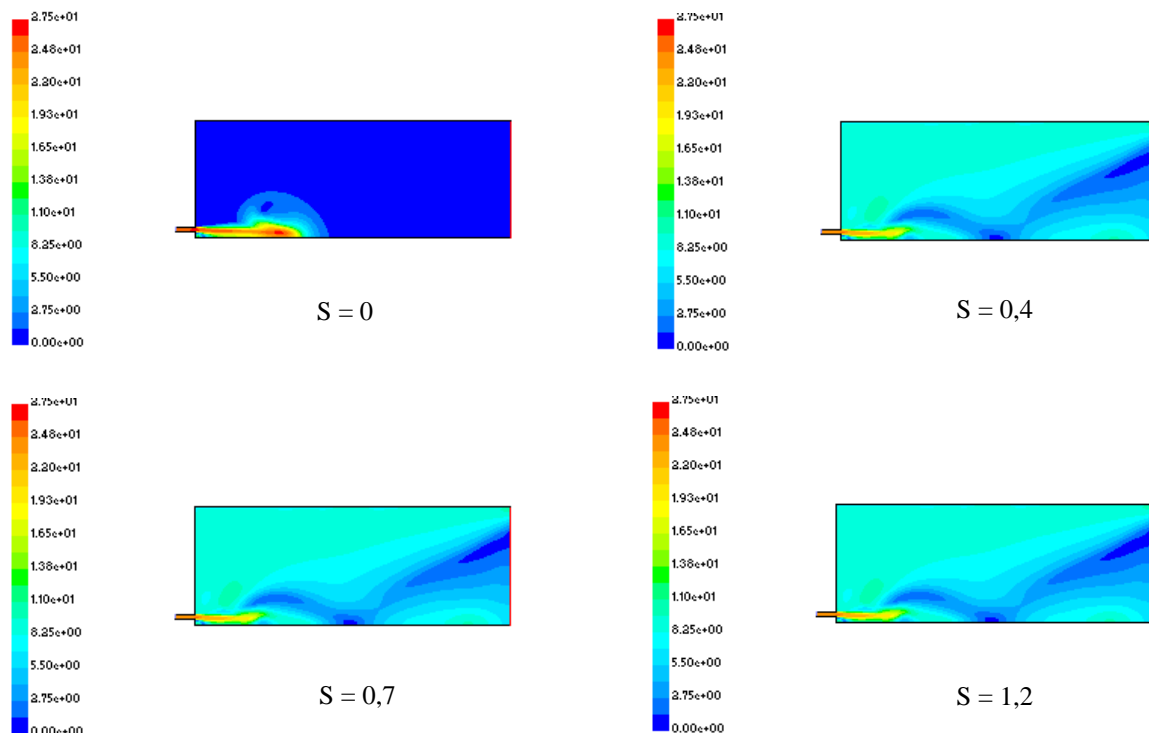 2.75e+01
2.48e+01
2.20e+01
1.93e+01
1.65e+01
1.38e+01
1.10e+01
8.25e+00
5.50e+00
2.75e+00
0.00e+00
S = 0
2.75e+01
2.48e+01
2.20e+01
1.93e+01
1.65e+01
1.38e+01
1.10e+01
8.25e+00
5.50e+00
2.75e+00
0.00e+00
S = 0,4
2.75e+01
2.48e+01
2.20e+01
1.93e+01
1.65e+01
1.38e+01
1.10e+01
8.25e+00
5.50e+00
2.75e+00
0.00e+00
S = 0,7
2.75e+01
2.48e+01
2.20e+01
1.93e+01
1.65e+01
1.38e+01
1.10e+01
8.25e+00
5.50e+00
2.75e+00
0.00e+00
S = 1,2